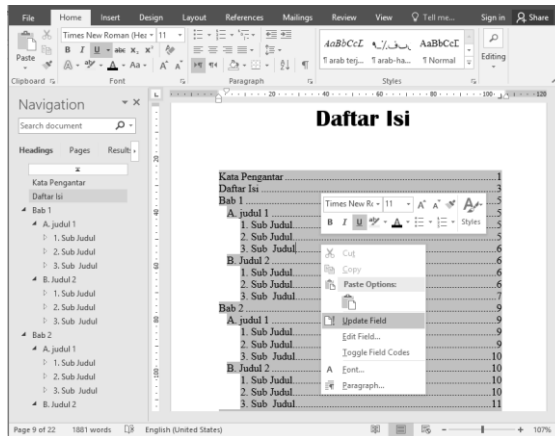 File Home Insert Design Layout References Mailings Review View Tell me... Sign in Share
Times New Roman (Hea 11
Paste
B I U abc X, X²
Aa
Editing
AaBbCcI AaBbCcI
¶ arab terj... ¶ arab-ha... ¶ Normal
Clipboard Font Paragraph Styles
Navigation
Search document
Headings Pages Results
Kata Pengantar
Daftar Isi
Bab 1
A. judul 1
1. Sub Judul
2. Sub Judul
3. Sub Judul
B. Judul 2
1. Sub Judul
2. Sub Judul
3. Sub Judul
Bab 2
A. judul 1
1. Sub Judul
2. Sub Judul
3. Sub Judul
B. Judul 2
Daftar Isi
Kata Pengantar 1
Daftar Isi 3
Bab 1 5
A. judul 1 5
1. Sub Judul 5
2. Sub Judul 5
3. Sub Judul 6
B. Judul 2 6
1. Sub Judul 6
2. Sub Judul 6
3. Sub Judul 7
Bab 2 9
A. judul 1 9
1. Sub Judul 9
2. Sub Judul 9
3. Sub Judul 10
B. Judul 2 10
1. Sub Judul 10
2. Sub Judul 10
3. Sub Judul 11
Times New Ro 11
B I U
Styles
Cut
Copy
Paste Options:
Update Field
Edit Field...
Toggle Field Codes
Font...
Paragraph...
Page 9 of 22 1881 words English (United States) 107%